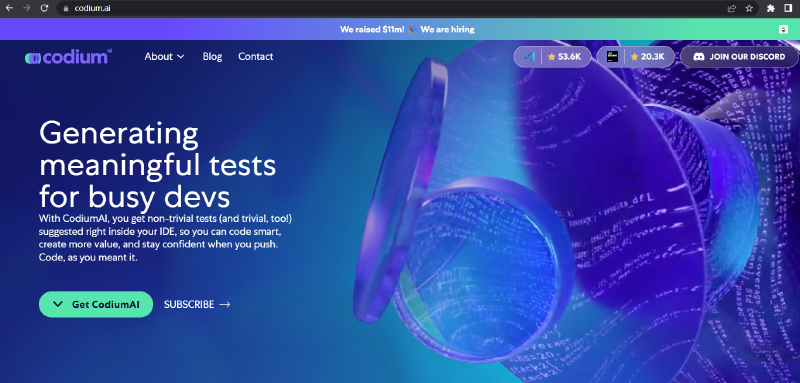 codium.ai
We raised $11m! 🎉 We are hiring
codium ai
About
Blog
Contact
53.6K
20.3K
JOIN OUR DISCORD
Generating
meaningful tests
for busy devs
With CodiumAI, you get non-trivial tests (and trivial, too!)
suggested right inside your IDE, so you can code smart,
create more value, and stay confident when you push.
Code, as you meant it.
Get CodiumAI
SUBSCRIBE →